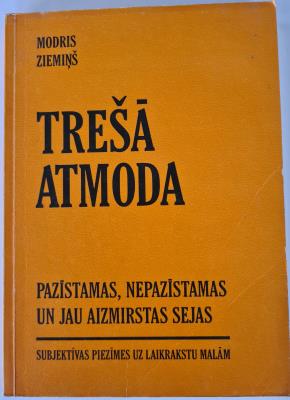 MODRIS
ZIEMIŅŠ
TREŠĀ
ATMODA
PAZĪSTAMAS, NEPAZĪSTAMAS
UN JAU AIZMIRSTAS SEJAS
SUBJEKTĪVAS PIEZĪMES UZ LAIKRAKSTU MALĀM